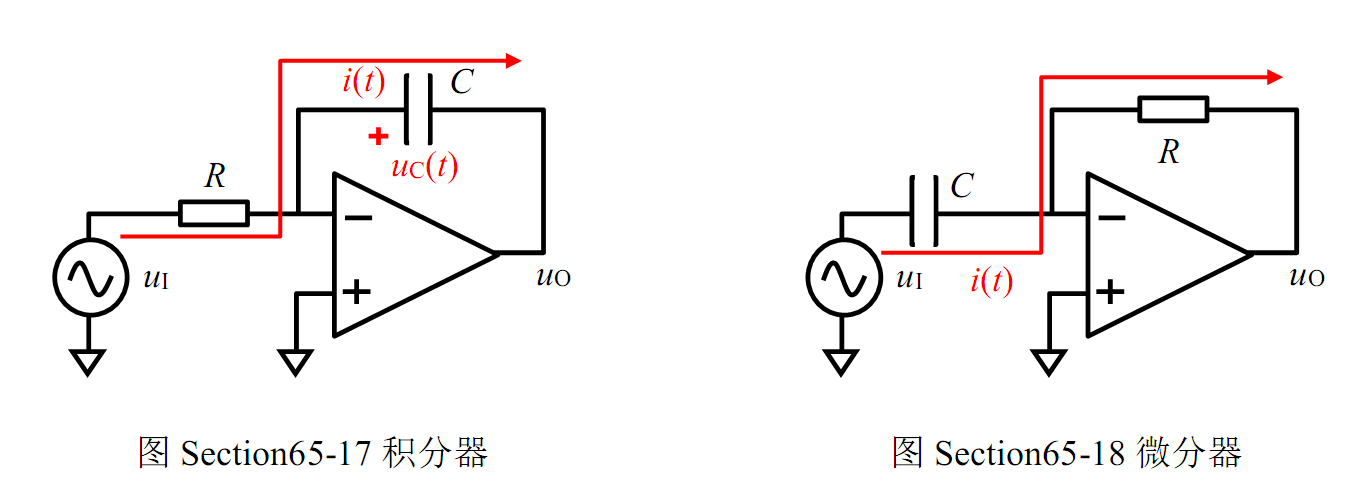 i(t)
C
+
uC(t)
R
−
+
uI
uO
图 Section65-17 积分器
R
C
−
+
uI
i(t)
uO
图 Section65-18 微分器